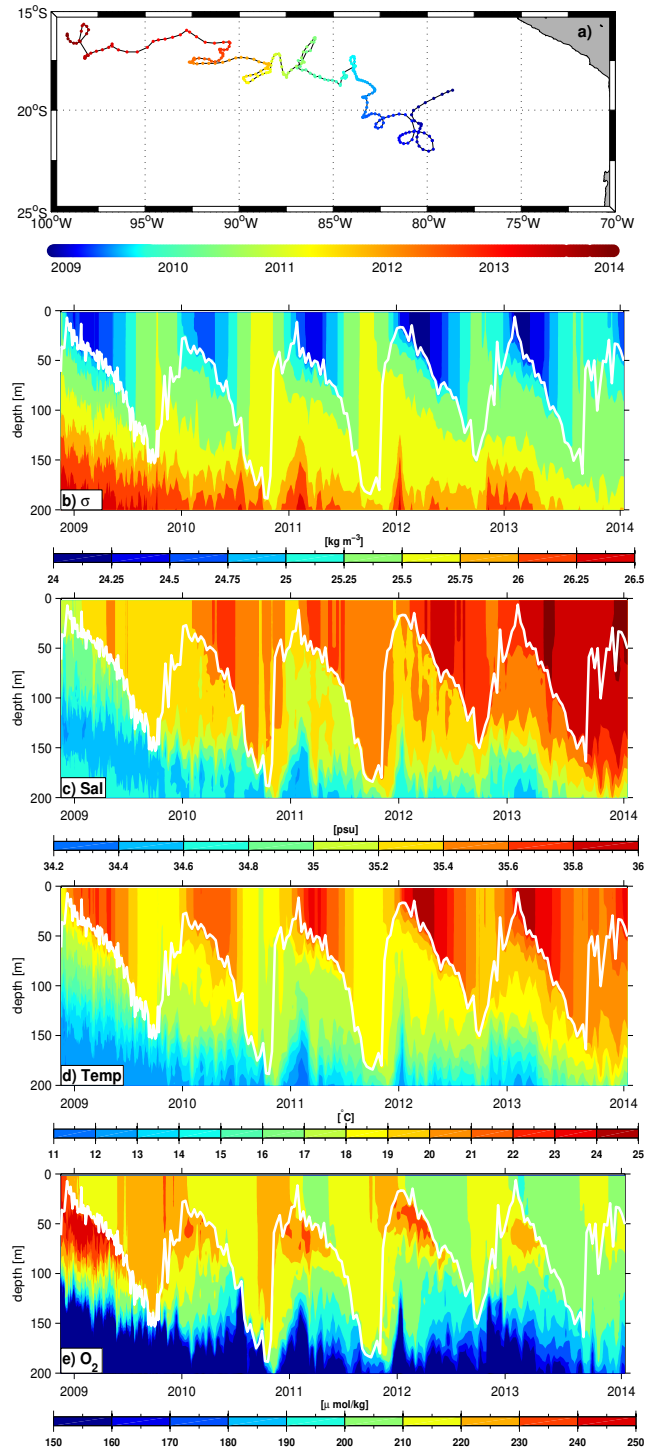 15°S
a)
20°S
25°S
100°W 95°W 90°W 85°W 80°W 75°W 70°W
2009 2010 2011 2012 2013 2014
0
50
100
150
200
depth [m]
b) σ
2009 2010 2011 2012 2013 2014
[kg m⁻³]
24 24.25 24.5 24.75 25 25.25 25.5 25.75 26 26.25 26.5
0
50
100
150
200
depth [m]
c) Sal
2009 2010 2011 2012 2013 2014
[psu]
34.2 34.4 34.6 34.8 35 35.2 35.4 35.6 35.8 36
0
50
100
150
200
depth [m]
d) Temp
2009 2010 2011 2012 2013 2014
[°C]
11 12 13 14 15 16 17 18 19 20 21 22 23 24 25
0
50
100
150
200
depth [m]
e) O₂
2009 2010 2011 2012 2013 2014
[μ mol/kg]
150 160 170 180 190 200 210 220 230 240 250